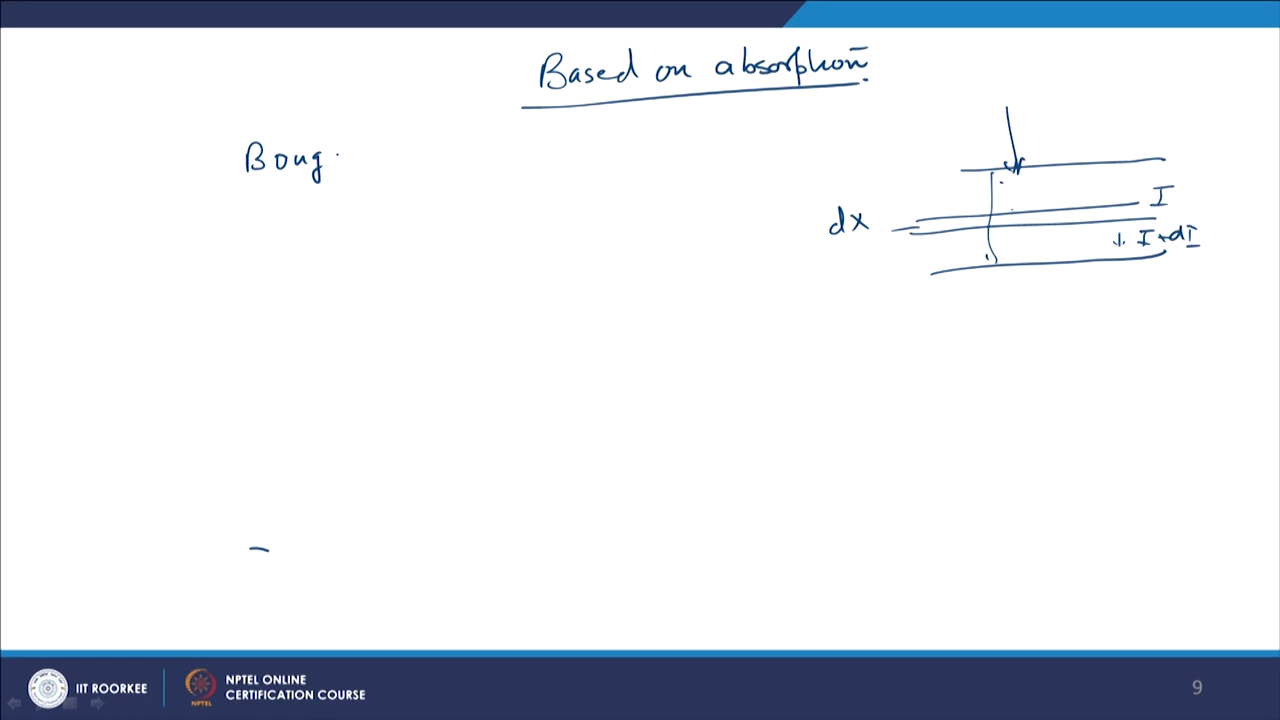 Based on absorption.
Boug
I
dx
I+dI
IIT ROORKEE
NPTEL ONLINE
CERTIFICATION COURSE
NPTEL
9